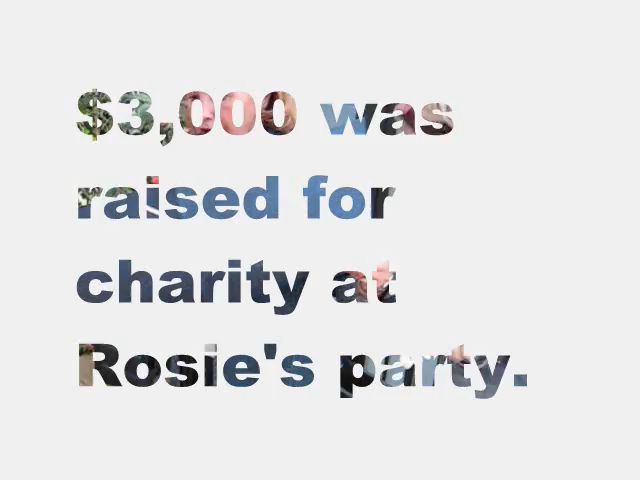 $3,000 was
raised for
charity at
Rosie's party.